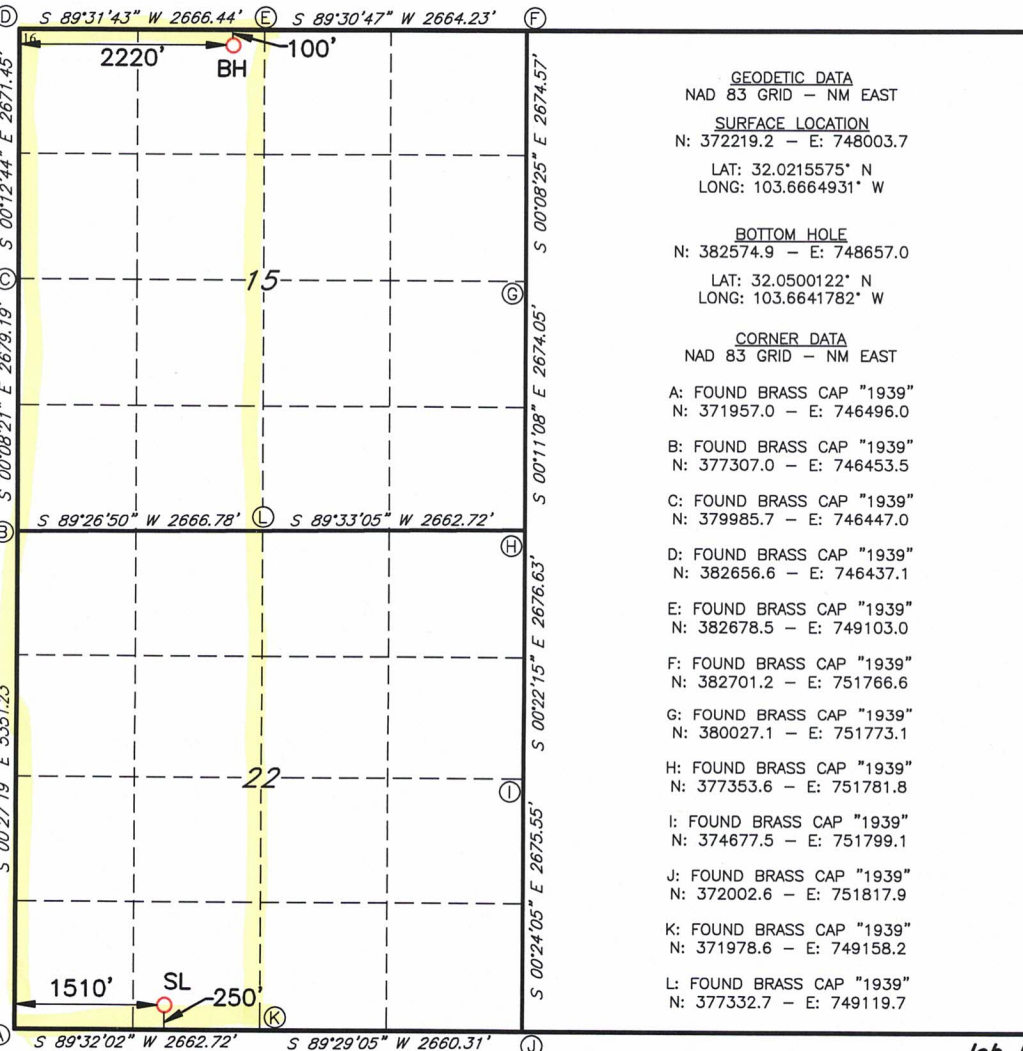 D S 89°31'43" W 2666.44' E S 89°30'47" W 2664.23' F
16
2220'
100'
BH
S 00°12'44" E 2671.45'
S 00°08'25" E 2674.57'
C
15
G
S 00°08'21" E 2679.19'
S 00°11'08" E 2674.05'
B S 89°26'50" W 2666.78' L S 89°33'05" W 2662.72'
H
S 00°27'19" E 5351.23'
S 00°22'15" E 2676.63'
22
I
S 00°24'05" E 2675.55'
1510'
SL
250'
K
A S 89°32'02" W 2662.72' S 89°29'05" W 2660.31' J
GEODETIC DATA
NAD 83 GRID – NM EAST
SURFACE LOCATION
N: 372219.2 – E: 748003.7
LAT: 32.0215575° N
LONG: 103.6664931° W
BOTTOM HOLE
N: 382574.9 – E: 748657.0
LAT: 32.0500122° N
LONG: 103.6641782° W
CORNER DATA
NAD 83 GRID – NM EAST
A: FOUND BRASS CAP "1939"
N: 371957.0 – E: 746496.0
B: FOUND BRASS CAP "1939"
N: 377307.0 – E: 746453.5
C: FOUND BRASS CAP "1939"
N: 379985.7 – E: 746447.0
D: FOUND BRASS CAP "1939"
N: 382656.6 – E: 746437.1
E: FOUND BRASS CAP "1939"
N: 382678.5 – E: 749103.0
F: FOUND BRASS CAP "1939"
N: 382701.2 – E: 751766.6
G: FOUND BRASS CAP "1939"
N: 380027.1 – E: 751773.1
H: FOUND BRASS CAP "1939"
N: 377353.6 – E: 751781.8
I: FOUND BRASS CAP "1939"
N: 374677.5 – E: 751799.1
J: FOUND BRASS CAP "1939"
N: 372002.6 – E: 751817.9
K: FOUND BRASS CAP "1939"
N: 371978.6 – E: 749158.2
L: FOUND BRASS CAP "1939"
N: 377332.7 – E: 749119.7